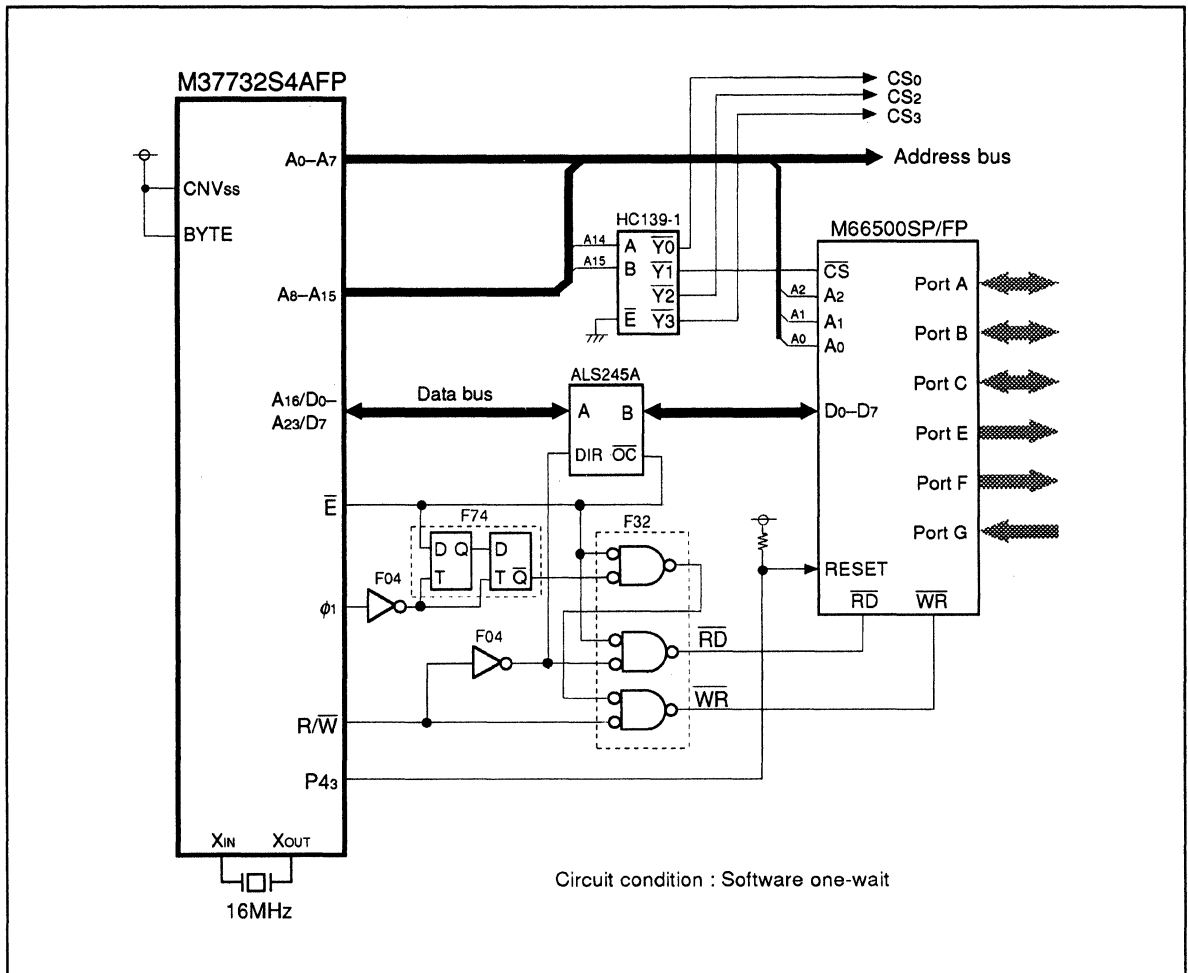 M37732S4AFP
CNVss
BYTE
A0–A7
A8–A15
A16/D0–
A23/D7
E
ϕ1
R/W
P43
XIN
XOUT
16MHz
CS0
CS2
CS3
Address bus
HC139-1
A14
A15
A
B
E
Y0
Y1
Y2
Y3
M66500SP/FP
CS
A2
A2
A1
A1
A0
A0
D0–D7
RESET
RD
WR
Port A
Port B
Port C
Port E
Port F
Port G
Data bus
ALS245A
A
B
DIR
OC
F74
D
Q
T
D
T
Q
F04
F04
F32
RD
WR
Circuit condition : Software one-wait